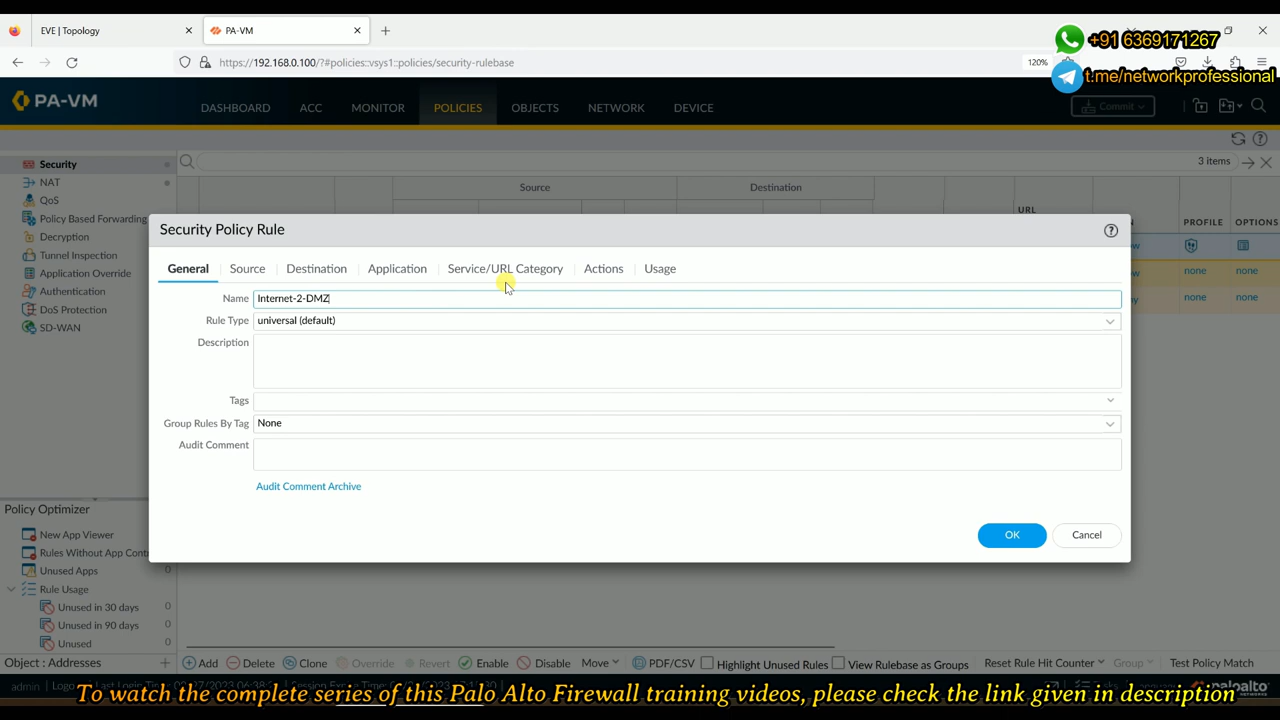 EVE | Topology
PA-VM
+91 6369171267
https://192.168.0.100/?#policies::vsys1::policies/security-rulebase
120%
t.me/networkprofessional
PA-VM
DASHBOARD
ACC
MONITOR
POLICIES
OBJECTS
NETWORK
DEVICE
Commit
Security
NAT
QoS
Policy Based Forwarding
Decryption
Tunnel Inspection
Application Override
Authentication
DoS Protection
SD-WAN
3 items
Source
Destination
URL
PROFILE
OPTIONS
none
none
none
none
Security Policy Rule
General
Source
Destination
Application
Service/URL Category
Actions
Usage
Name
Internet-2-DMZ
Rule Type
universal (default)
Description
Tags
Group Rules By Tag
None
Audit Comment
Audit Comment Archive
OK
Cancel
Policy Optimizer
New App Viewer
Rules Without App Cont
Unused Apps
0
Rule Usage
Unused in 30 days
0
Unused in 90 days
0
Unused
0
Object : Addresses
Add
Delete
Clone
Override
Revert
Enable
Disable
Move
PDF/CSV
Highlight Unused Rules
View Rulebase as Groups
Reset Rule Hit Counter
Group
Test Policy Match
admin
To watch the complete series of this Palo Alto Firewall training videos, please check the link given in description